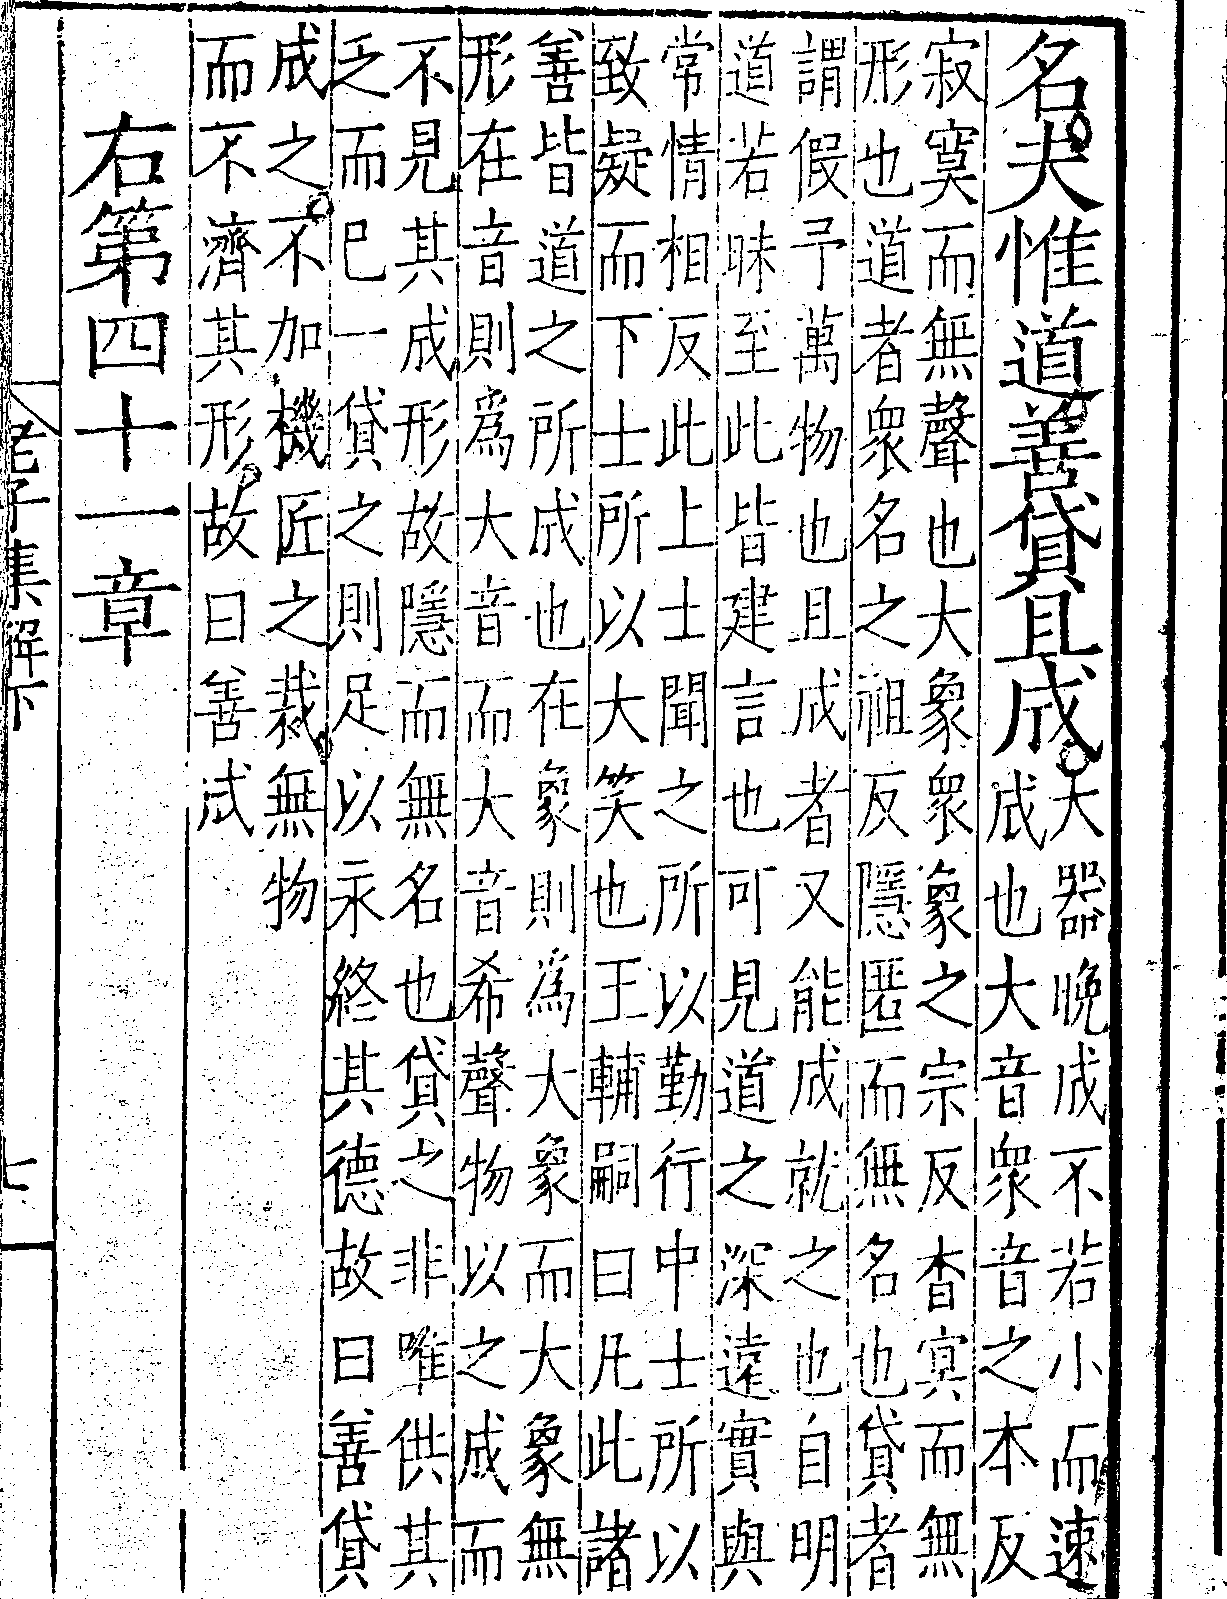 名夫惟道善貸且成
大器晚成不若小而速
成也大音衆音之本反
寂寞而無聲也大象衆象之宗反杳冥而無
形也道者衆名之祖反隱匿而無名也貸者
謂假予萬物也且成者又能成就之也自明
道若昧至此皆建言也可見道之深遠實與
常情相反此上士聞之所以勤行中士所以
致疑而下士所以大笑也王輔嗣曰凡此諸
善皆道之所成也在象則爲大象而大象無
形在音則爲大音而大音希聲物以之成而
不見其成形故隱而無名也貸之非唯供其
乏而已一貸之則足以永終其德故曰善貸
成之不加機匠之裁無物
而不濟其形故曰善成
右第四十一章
老子集解下
七